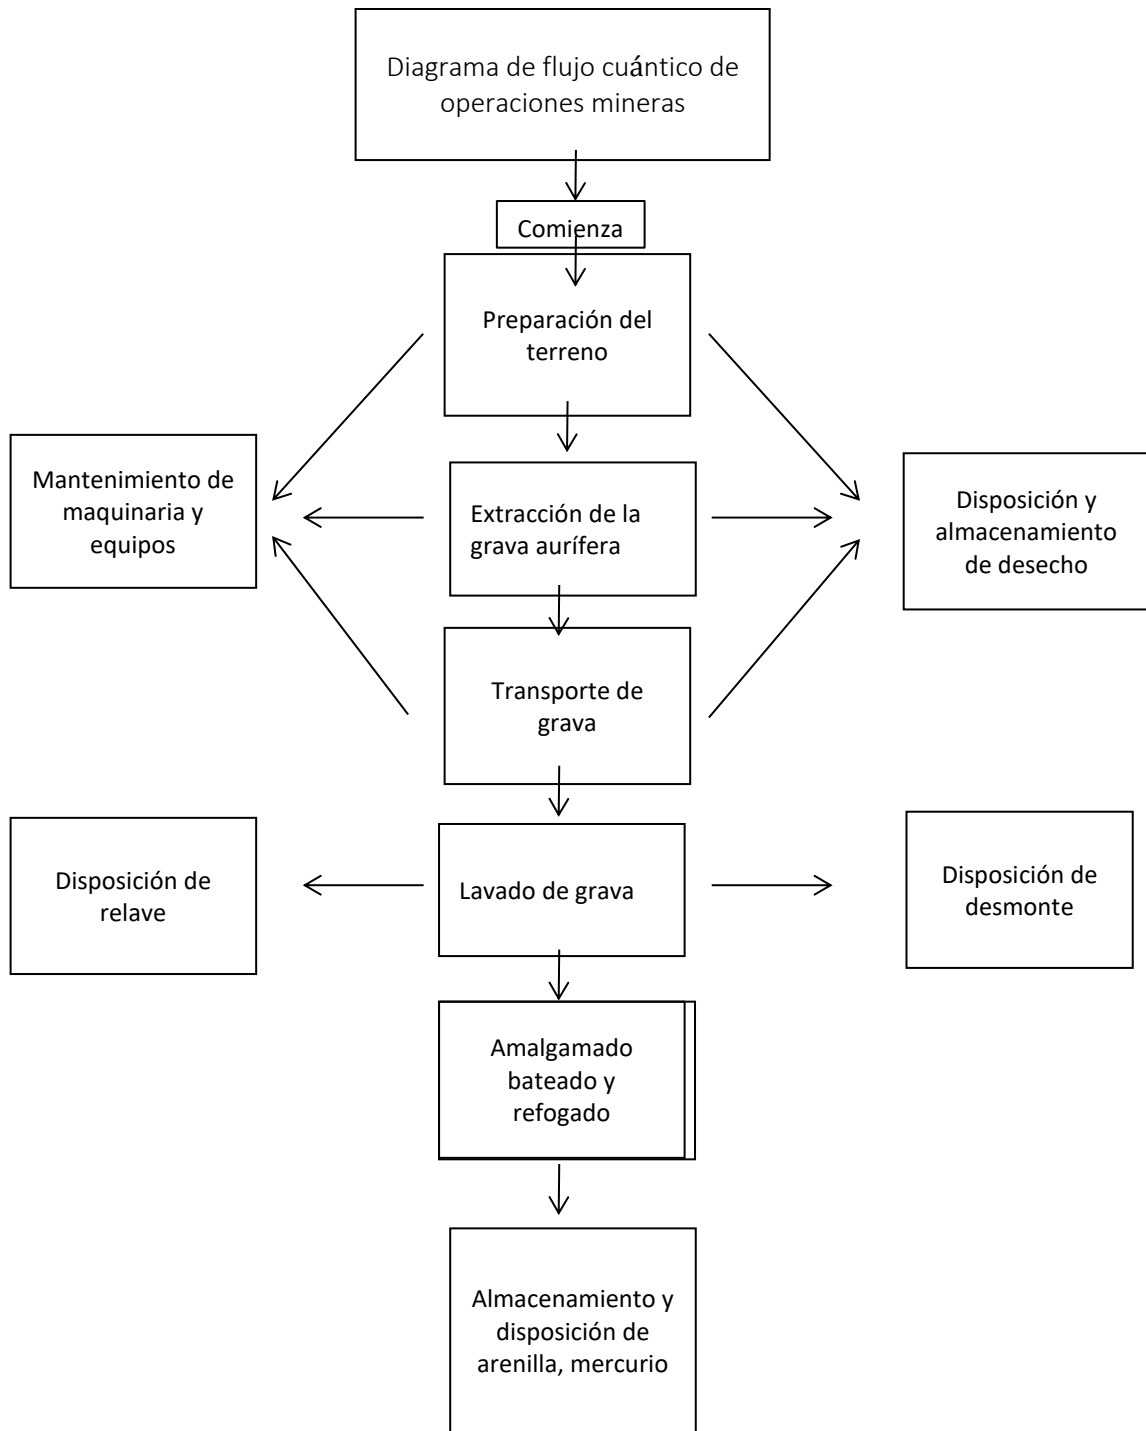 Diagrama de flujo cuántico de
operaciones mineras
Comienza
Preparación del
terreno
Mantenimiento de
maquinaria y
equipos
Extracción de la
grava aurífera
Disposición y
almacenamiento
de desecho
Transporte de
grava
Disposición de
relave
Lavado de grava
Disposición de
desmonte
Amalgamado
bateado y
refogado
Almacenamiento y
disposición de
arenilla, mercurio